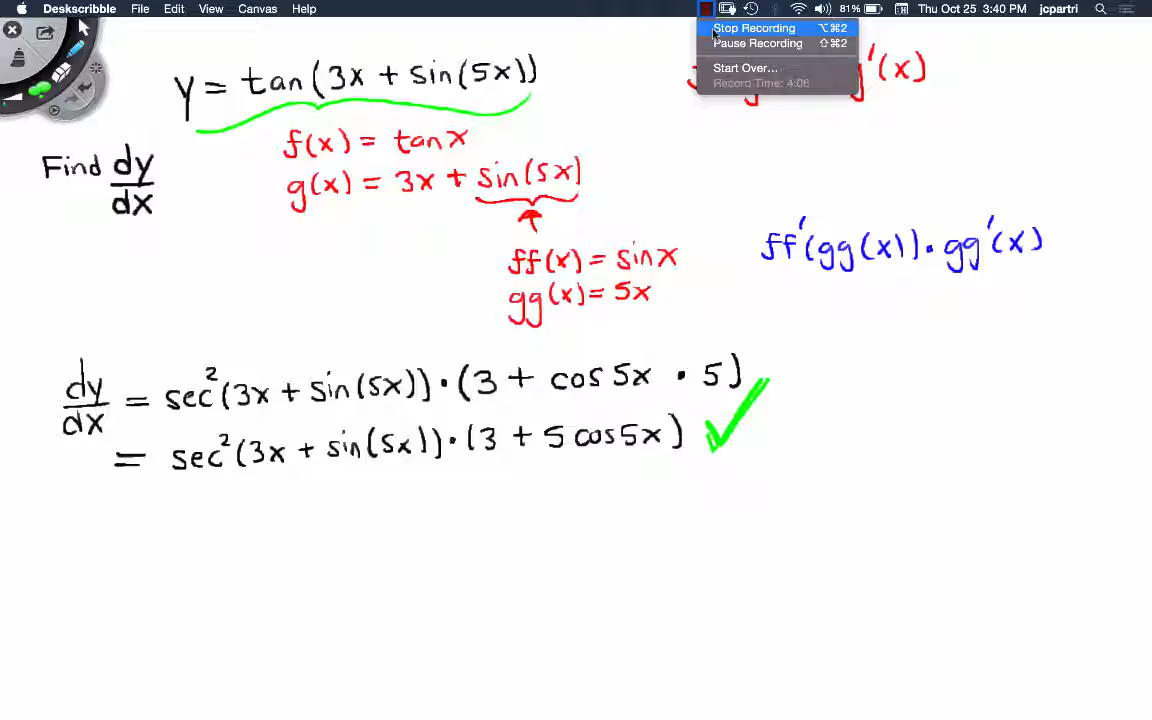 Deskscribble File Edit View Canvas Help 81% Thu Oct 25 3:40 PM jcpartri
Stop Recording ⌥⌘2
Pause Recording ⇧⌘2
Start Over...
Record Time: 4:06
y = tan(3x + sin(5x))
g'(x)
Find dy/dx
f(x) = tan x
g(x) = 3x + sin(5x)
ff(x) = sin x
gg(x) = 5x
ff'(gg(x)) · gg'(x)
dy/dx = sec²(3x + sin(5x)) · (3 + cos 5x · 5)
= sec²(3x + sin(5x)) · (3 + 5 cos 5x)